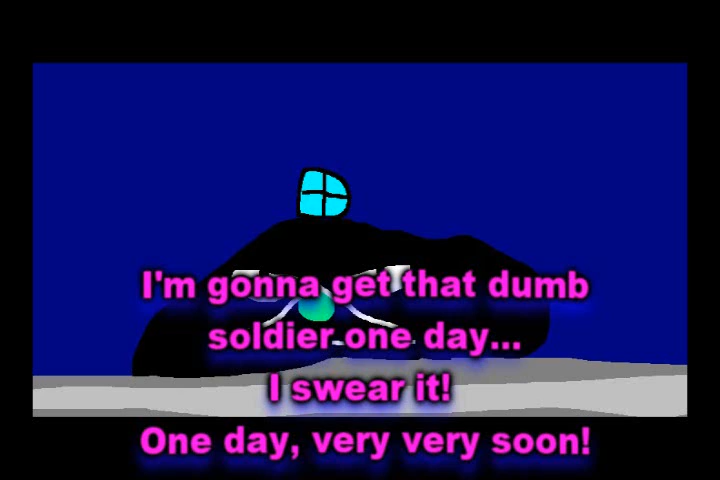 I'm gonna get that dumb
soldier one day...
I swear it!
One day, very very soon!